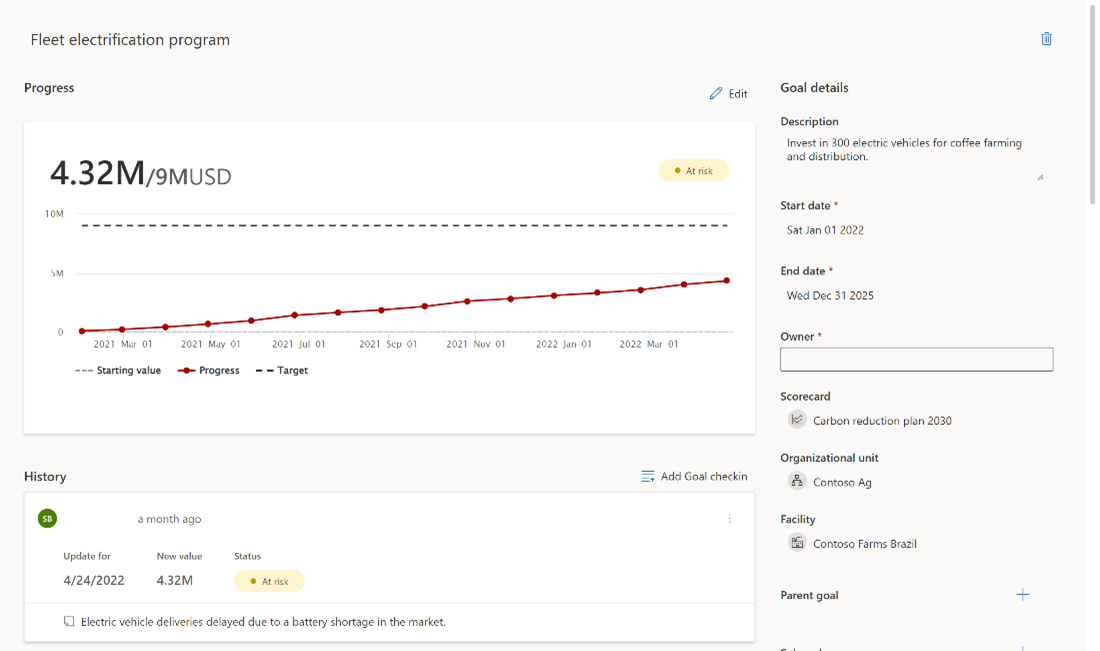 Fleet electrification program
Progress
Edit
4.32M/9MUSD
At risk
10M
5M
0
2021 Mar 01
2021 May 01
2021 Jul 01
2021 Sep 01
2021 Nov 01
2022 Jan 01
2022 Mar 01
Starting value
Progress
Target
History
Add Goal checkin
SB
a month ago
Update for
New value
Status
4/24/2022
4.32M
At risk
Electric vehicle deliveries delayed due to a battery shortage in the market.
Goal details
Description
Invest in 300 electric vehicles for coffee farming
and distribution.
Start date *
Sat Jan 01 2022
End date *
Wed Dec 31 2025
Owner *
Scorecard
Carbon reduction plan 2030
Organizational unit
Contoso Ag
Facility
Contoso Farms Brazil
Parent goal